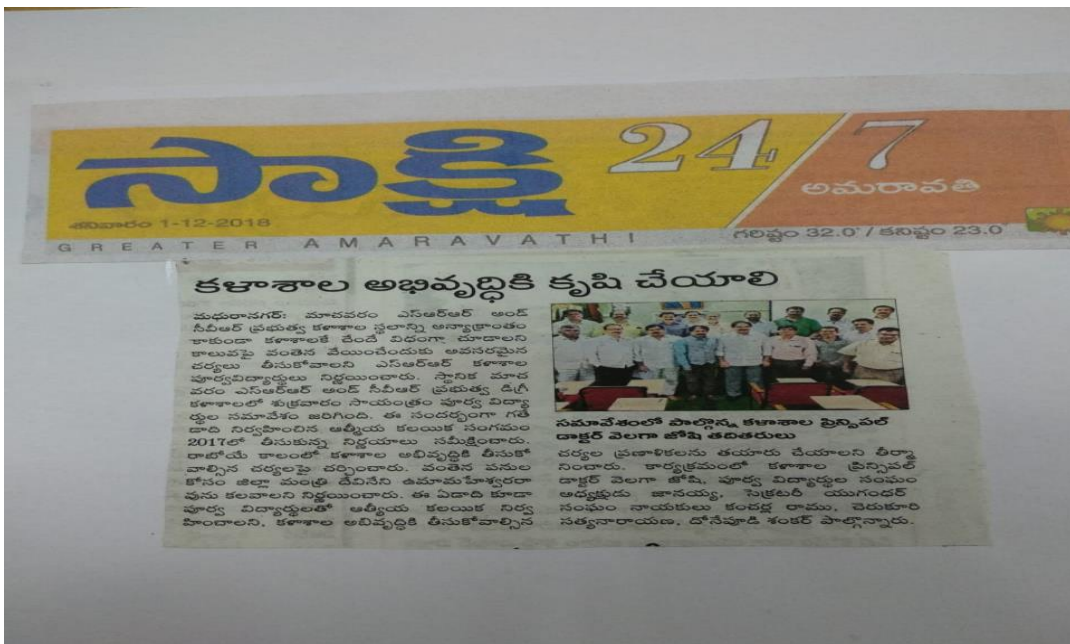 సాక్షి 24/7
అమరావతి
శనివారం 1-12-2018
GREATER AMARAVATHI
గరిష్టం 32.0° / కనిష్టం 23.0
కళాశాల అభివృద్ధికి కృషి చేయాలి
మధురానగర్: మాచవరం ఎస్ఆర్ఆర్ అండ్
సీవీఆర్ ప్రభుత్వ కళాశాల స్థలాన్ని అన్యాక్రాంతం
కాకుండా కళాశాలకే చెందే విధంగా చూడాలని
కాలువపై వంతెన వేయించేందుకు అవసరమైన
చర్యలు తీసుకోవాలని ఎస్ఆర్ఆర్ కళాశాల
పూర్వవిద్యార్థులు నిర్ణయించారు. స్థానిక మాచ
వరం ఎస్ఆర్ఆర్ అండ్ సీవీఆర్ ప్రభుత్వ డిగ్రీ
కళాశాలలో శుక్రవారం సాయంత్రం పూర్వ విద్యా
ర్థుల సమావేశం జరిగింది. ఈ సందర్భంగా గతే
డాది నిర్వహించిన ఆత్మీయ కలయిక సంగమం
2017లో తీసుకున్న నిర్ణయాలు సమీక్షించారు.
రాబోయే కాలంలో కళాశాల అభివృద్ధికి తీసుకో
వాల్సిన చర్యలపై చర్చించారు. వంతెన పనుల
కోసం జిల్లా మంత్రి దేవినేని ఉమామహేశ్వరరా
వును కలవాలని నిర్ణయించారు. ఈ ఏడాది కూడా
పూర్వ విద్యార్థులతో ఆత్మీయ కలయిక నిర్వ
హించాలని, కళాశాల అబివృద్ధికి తీసుకోవాల్సిన
సమావేశంలో పాల్గొన్న కళాశాల ప్రిన్సిపల్
డాక్టర్ వెలగా జోషి తదితరులు
చర్యల ప్రణాళికలను తయారు చేయాలని తీర్మా
నించారు. కార్యక్రమంలో కళాశాల ప్రిన్సిపల్
డాక్టర్ వెలగా జోషి, పూర్వ విద్యార్థుల సంఘం
అధ్యక్షుడు జానయ్య, సెక్రటరీ యుగంధర్
సంఘం నాయకులు కంచర్ల రాము, చెరుకూరి
సత్యనారాయణ, దోనేపూడి శంకర్ పాల్గొన్నారు.